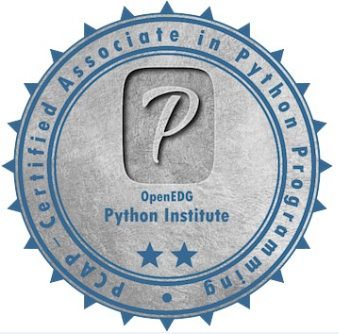 PCAP-Certified Associate in Python Programming
P
OpenEDG
Python Institute